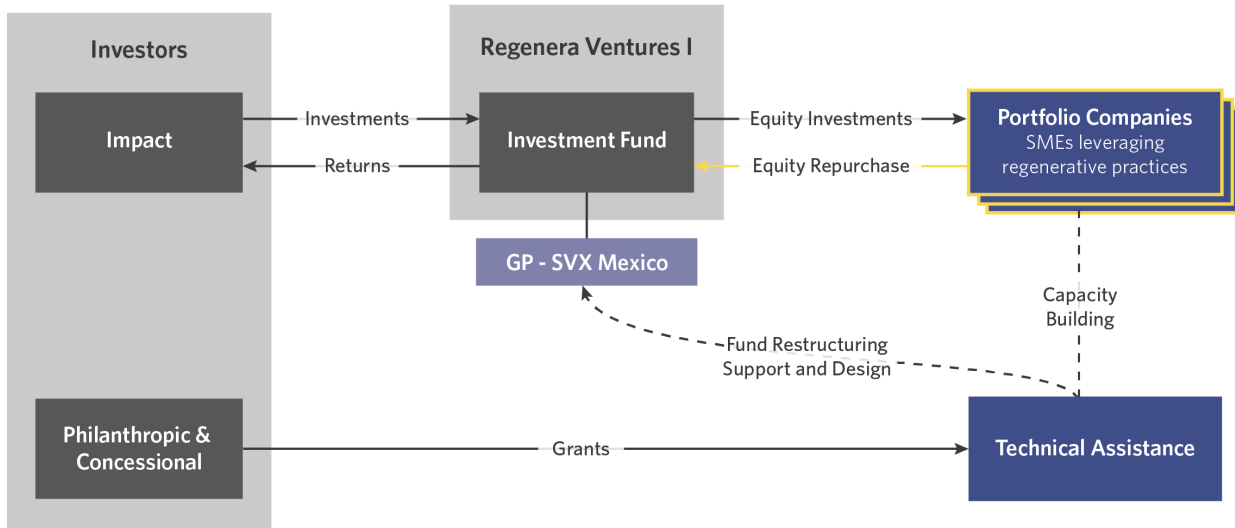 Investors
Regenera Ventures I
Impact
Investments
Investment Fund
Equity Investments
Portfolio Companies
SMEs leveraging
regenerative practices
Returns
Equity Repurchase
GP - SVX Mexico
Capacity
Building
Fund Restructuring
Support and Design
Philanthropic &
Concessional
Grants
Technical Assistance